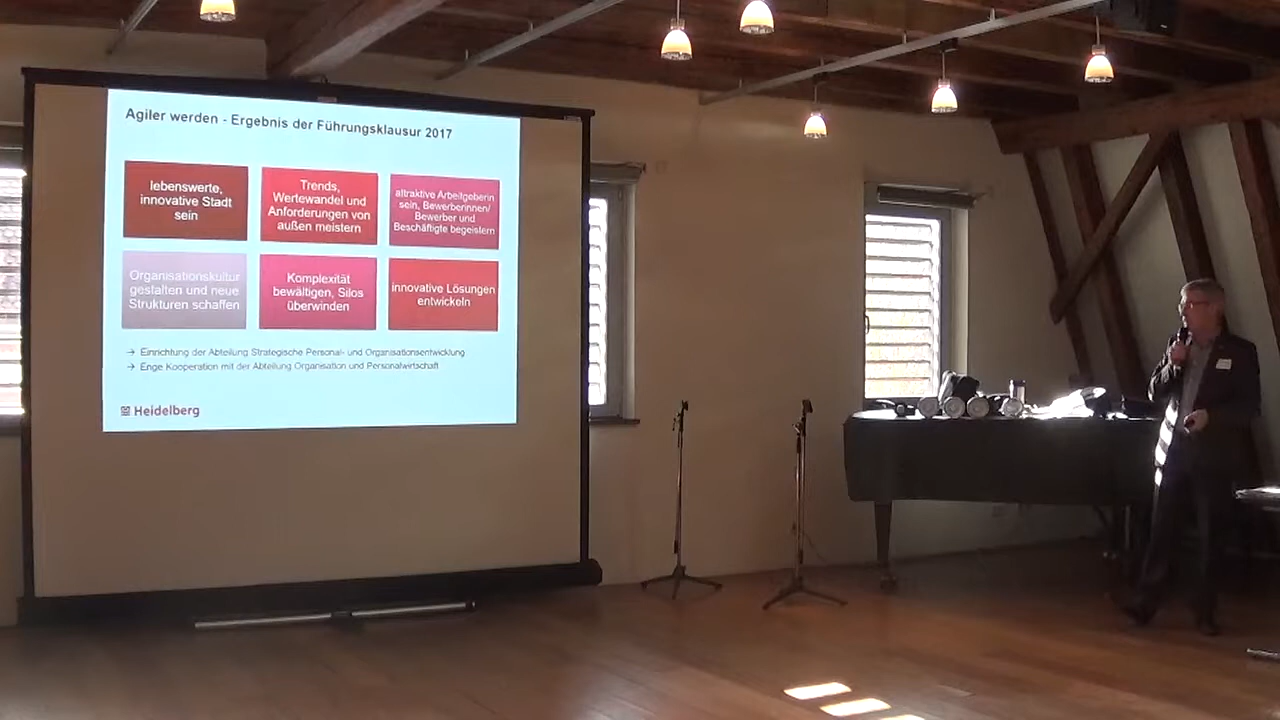 Agiler werden - Ergebnis der Führungsklausur 2017
lebenswerte,
innovative Stadt
sein
Trends,
Wertewandel und
Anforderungen von
außen meistern
attraktive Arbeitgeberin
sein, Bewerberinnen/
Bewerber und
Beschäftigte begeistern
Organisationskultur
gestalten und neue
Strukturen schaffen
Komplexität
bewältigen, Silos
überwinden
innovative Lösungen
entwickeln
→ Einrichtung der Abteilung Strategische Personal- und Organisationsentwicklung
→ Enge Kooperation mit der Abteilung Organisation und Personalwirtschaft
Heidelberg